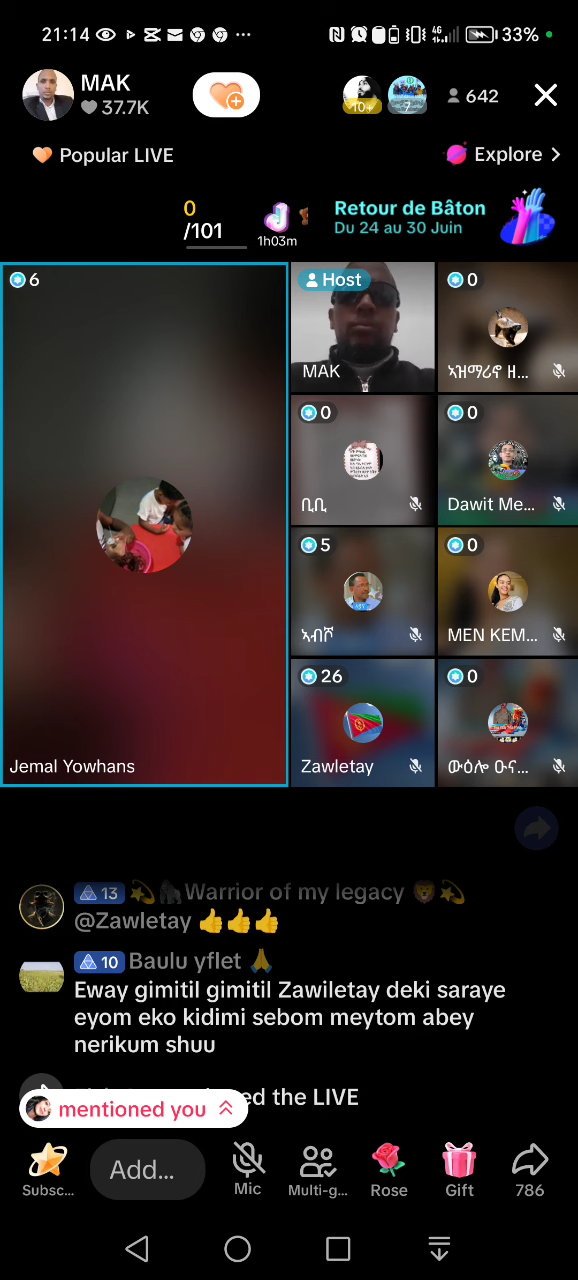 21:14
33%
MAK
37.7K
10+
7
642
Popular LIVE
Explore
0
/101
1h03m
Retour de Bâton
Du 24 au 30 Juin
6
Host
MAK
0
ኣዝማሪኖ ዘ...
0
ቢቢ
0
Dawit Me...
5
ኣብሾ
0
MEN KEM...
26
Zawletay
0
ውዕሎ ዑና...
Jemal Yowhans
13 Warrior of my legacy
@Zawletay 👍👍👍
10 Baulu yflet 🙏
Eway gimitil gimitil Zawiletay deki saraye
eyom eko kidimi sebom meytom abey
nerikum shuu
ed the LIVE
mentioned you
Subsc...
Add...
Mic
Multi-g...
Rose
Gift
786